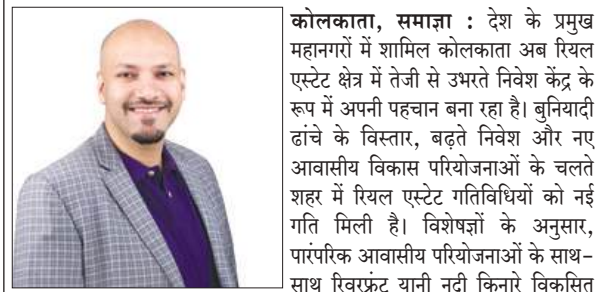 कोलकाता, समाज्ञा : देश के प्रमुख
महानगरों में शामिल कोलकाता अब रियल
एस्टेट क्षेत्र में तेजी से उभरते निवेश केंद्र के
रूप में अपनी पहचान बना रहा है। बुनियादी
ढांचे के विस्तार, बढ़ते निवेश और नए
आवासीय विकास परियोजनाओं के चलते
शहर में रियल एस्टेट गतिविधियों को नई
गति मिली है। विशेषज्ञों के अनुसार,
पारंपरिक आवासीय परियोजनाओं के साथ-
साथ रिवरफ्रंट यानी नदी किनारे विकसित